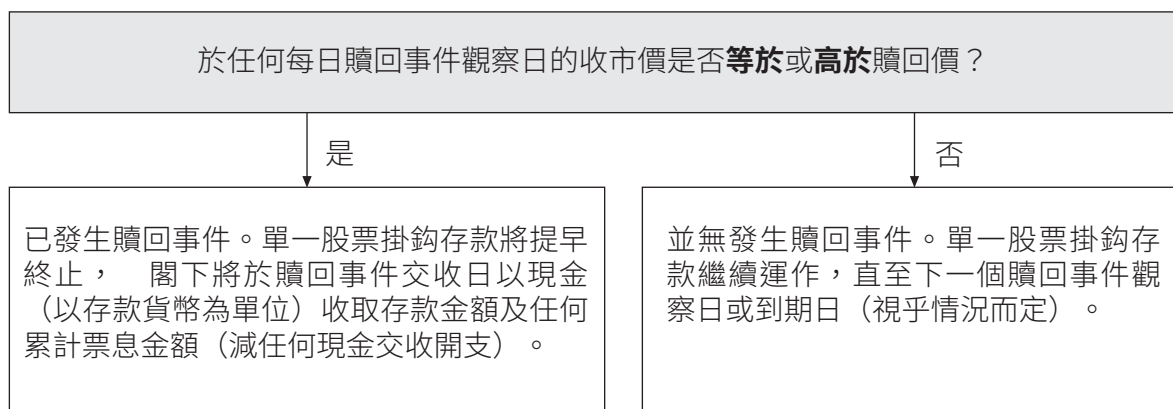 於任何每日贖回事件觀察日的收市價是否等於或高於贖回價？
是
否
已發生贖回事件。單一股票掛鈎存款將提早
終止，　閣下將於贖回事件交收日以現金
（以存款貨幣為單位）收取存款金額及任何
累計票息金額（減任何現金交收開支）。
並無發生贖回事件。單一股票掛鈎存
款繼續運作，直至下一個贖回事件觀
察日或到期日（視乎情況而定）。